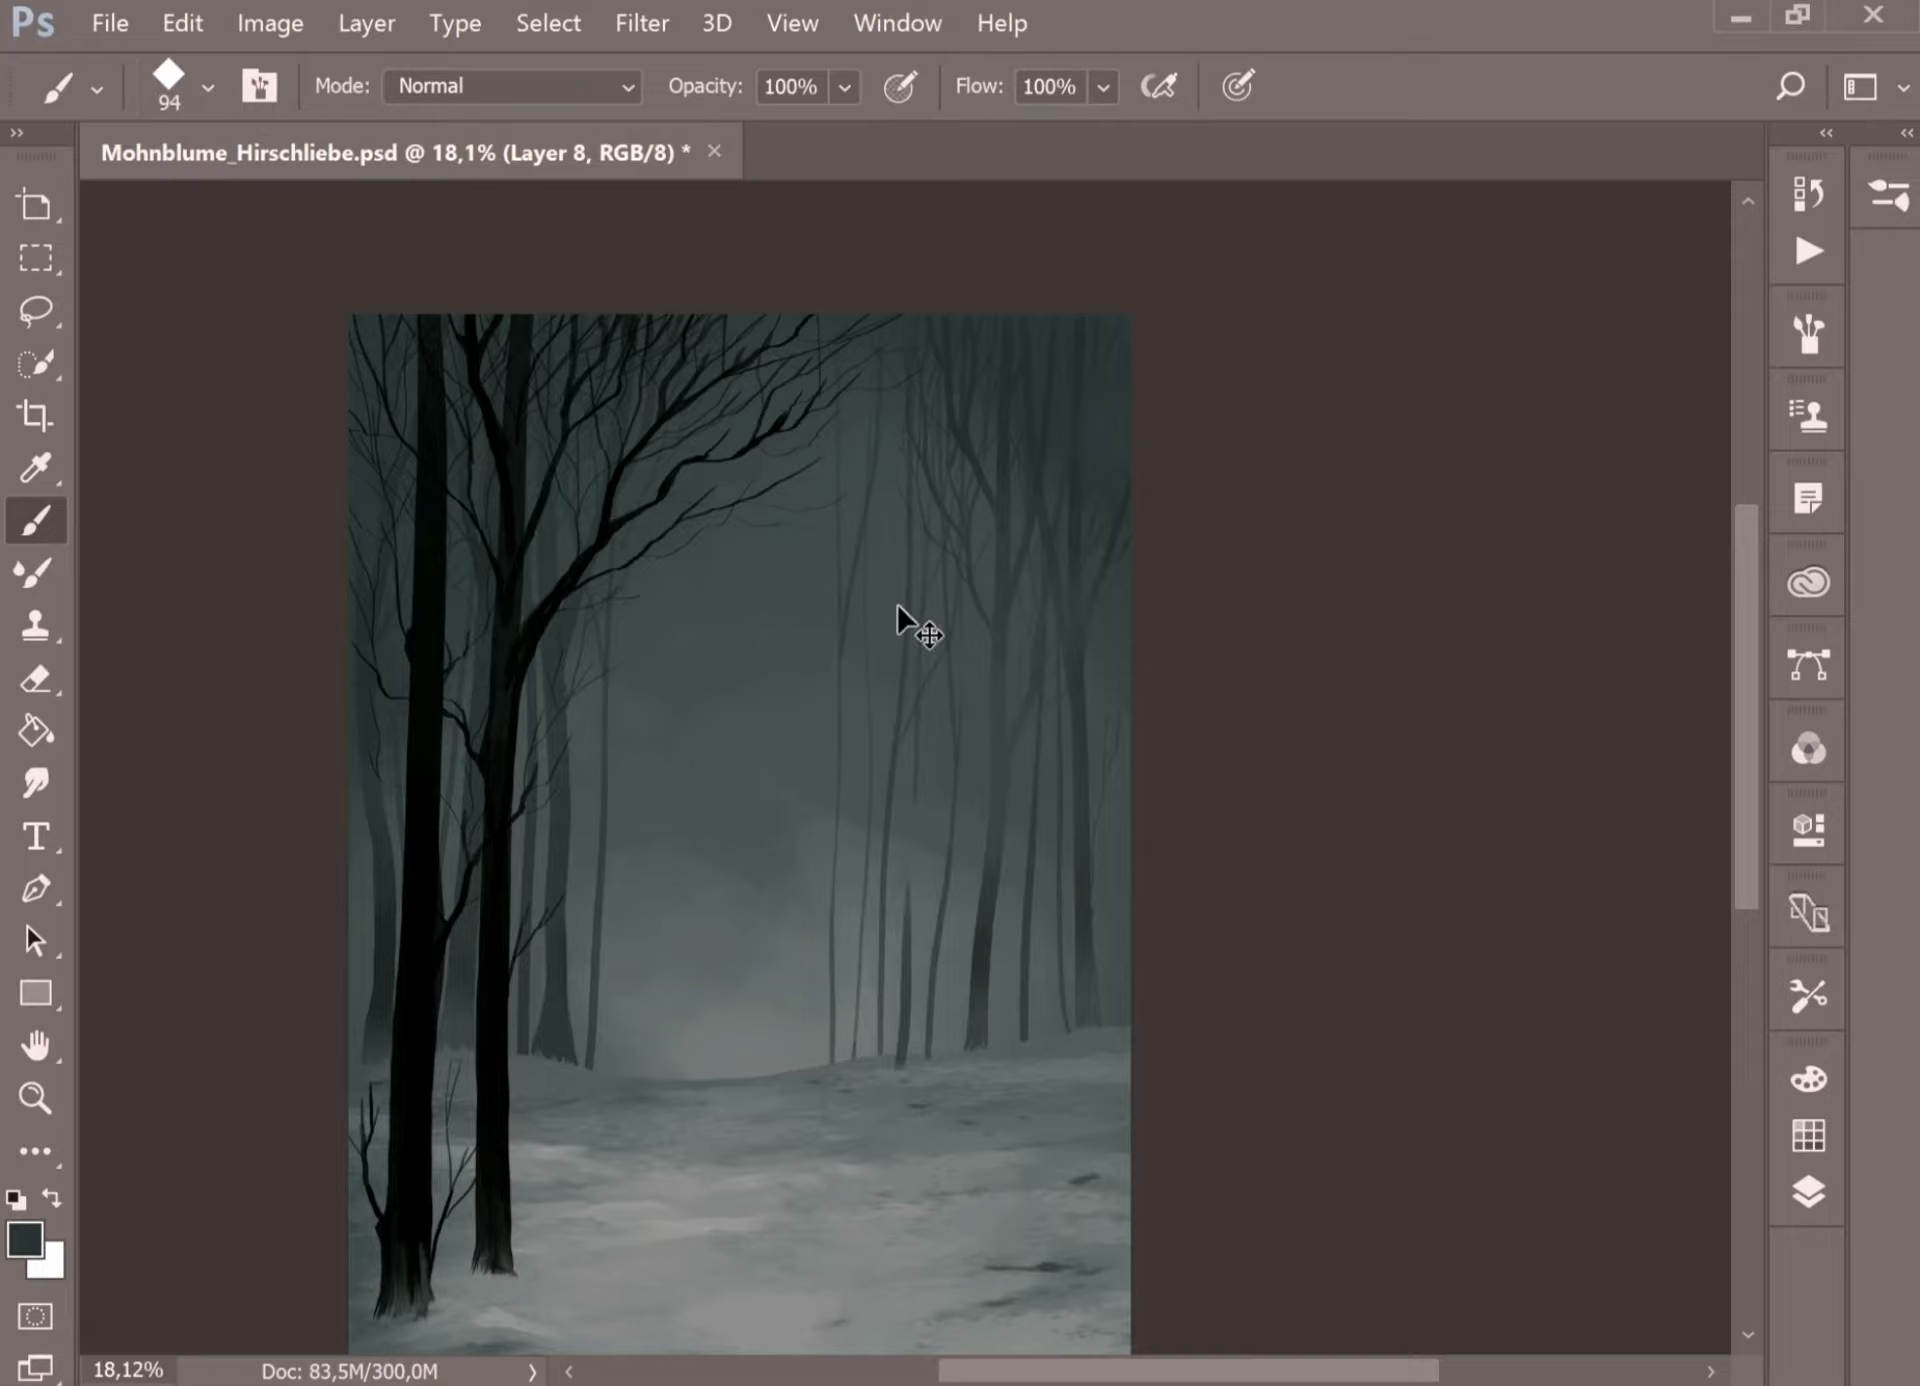 Ps File Edit Image Layer Type Select Filter 3D View Window Help
94 Mode: Normal Opacity: 100% Flow: 100%
Mohnblume_Hirschliebe.psd @ 18,1% (Layer 8, RGB/8) *
18,12% Doc: 83,5M/300,0M